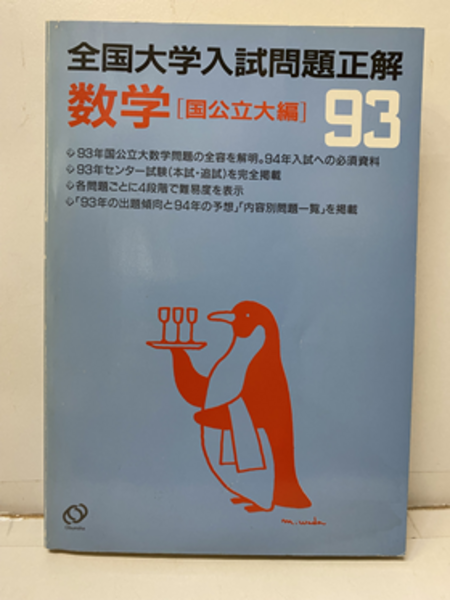 全国大学入試問題正解
数学[国公立大編]
93
93年国公立大数学問題の全容を解明。94年入試への必須資料
93年センター試験(本試・追試)を完全掲載
各問題ごとに4段階で難易度を表示
「93年の出題傾向と94年の予想」「内容別問題一覧」を掲載
m.wada
Obunsha